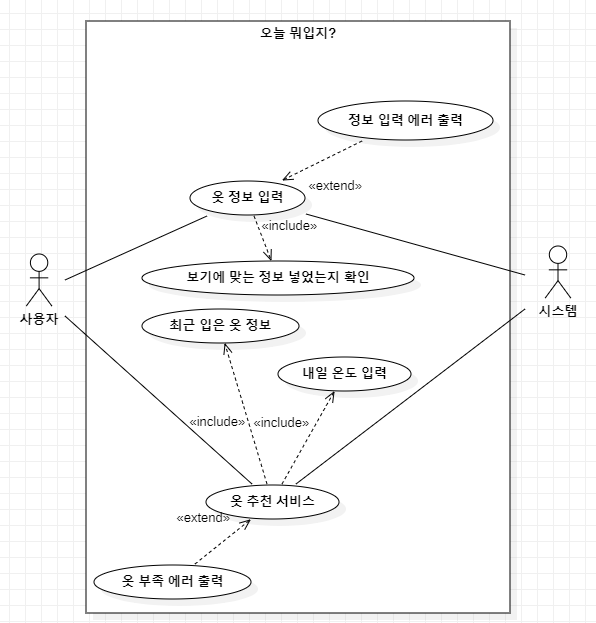 오늘 뭐입지?
정보 입력 에러 출력
«extend»
옷 정보 입력
«include»
보기에 맞는 정보 넣었는지 확인
사용자
시스템
최근 입은 옷 정보
내일 온도 입력
«include»
«include»
옷 추천 서비스
«extend»
옷 부족 에러 출력